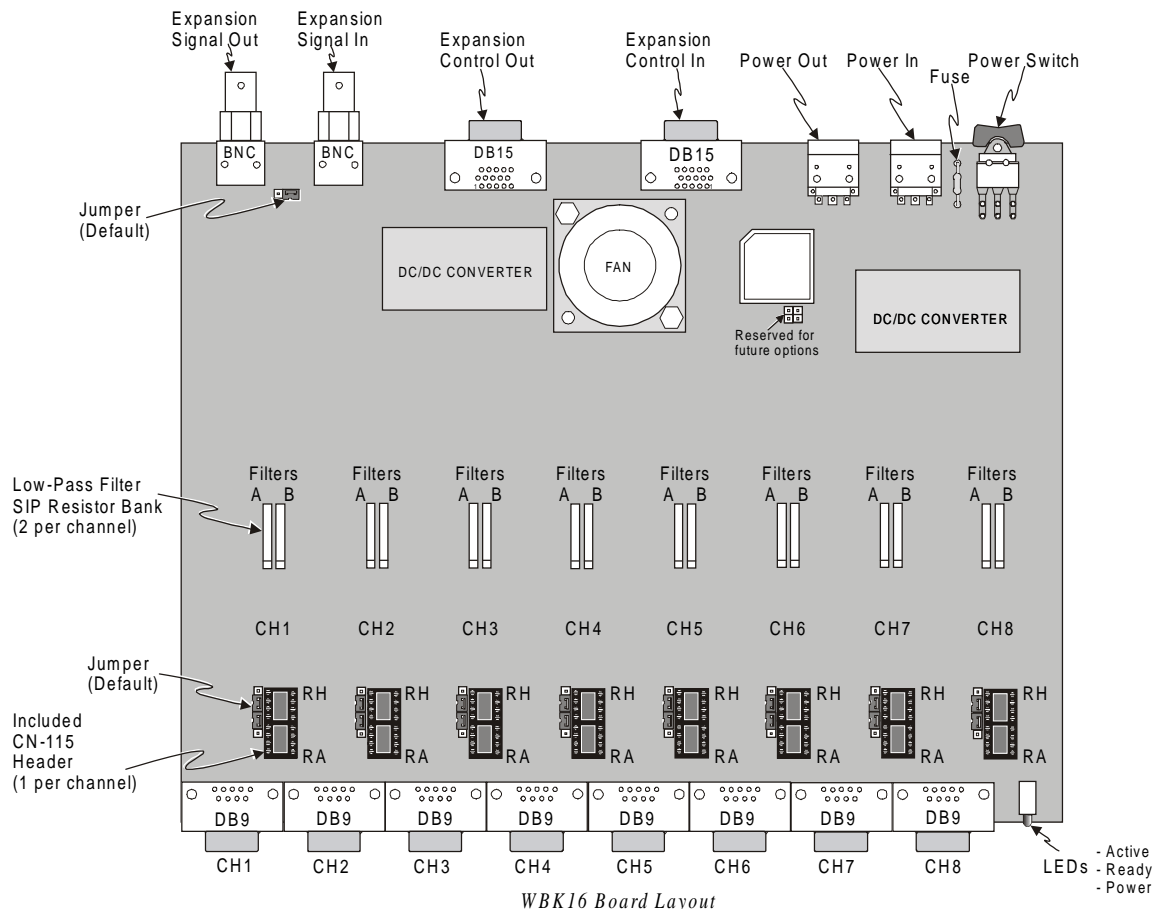 Expansion
Signal Out
Expansion
Signal In
Expansion
Control Out
Expansion
Control In
Power Out
Power In
Fuse
Power Switch
BNC
BNC
DB15
DB15
Jumper
(Default)
DC/DC CONVERTER
FAN
DC/DC CONVERTER
Reserved for
future options
Filters Filters Filters Filters Filters Filters Filters Filters
A B A B A B A B A B A B A B A B
Low-Pass Filter
SIP Resistor Bank
(2 per channel)
CH1 CH2 CH3 CH4 CH5 CH6 CH7 CH8
Jumper
(Default)
RH RH RH RH RH RH RH RH
Included
CN-115
Header
(1 per channel)
RA RA RA RA RA RA RA RA
DB9 DB9 DB9 DB9 DB9 DB9 DB9 DB9
CH1 CH2 CH3 CH4 CH5 CH6 CH7 CH8
LEDs
- Active
- Ready
- Power
WBK16 Board Layout